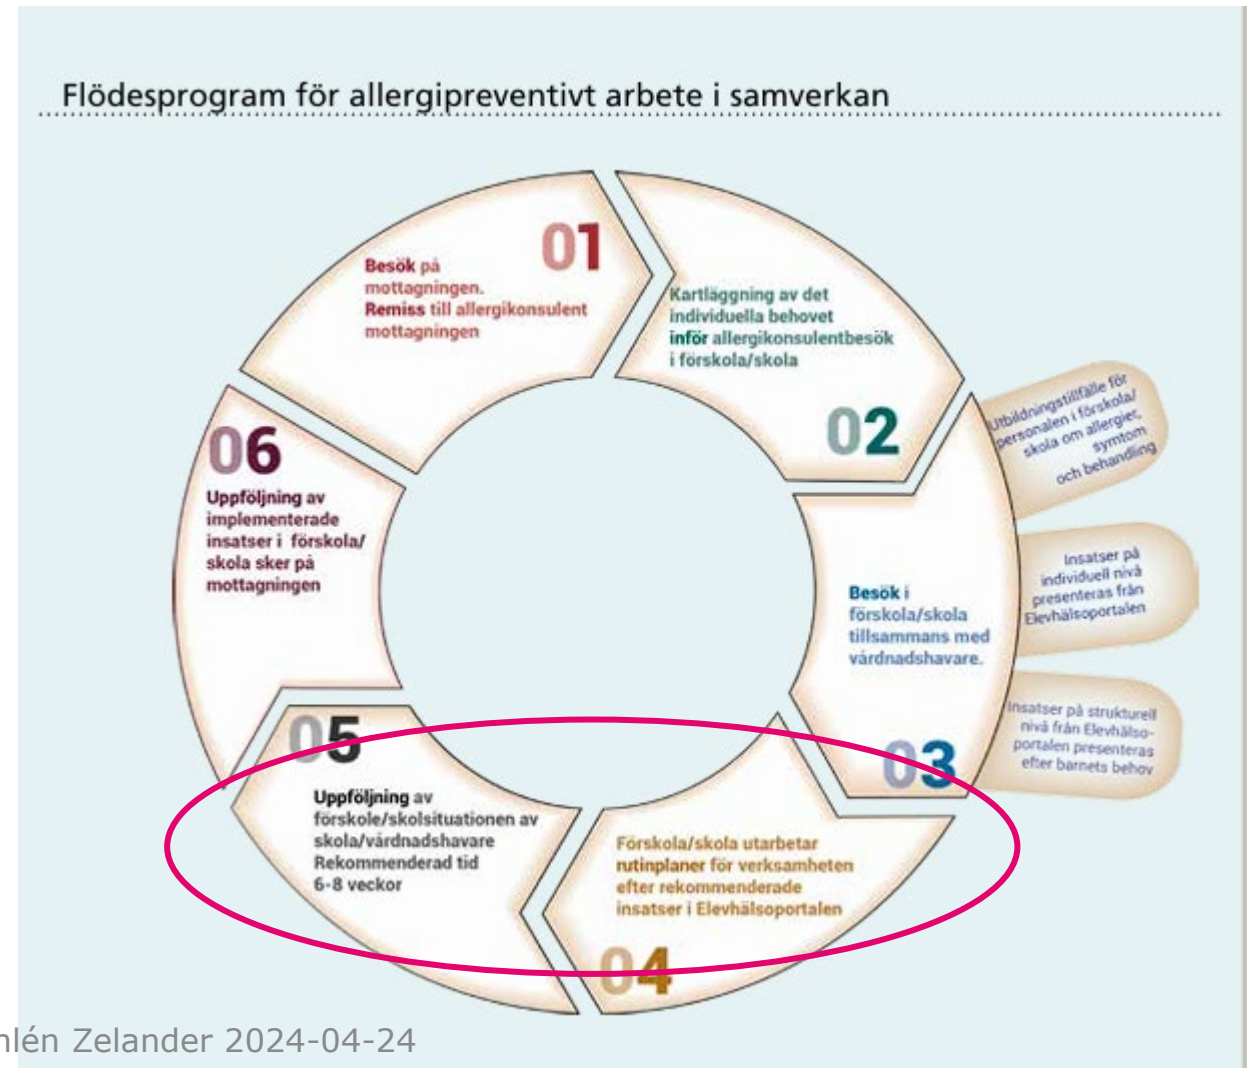 Flödesprogram för allergipreventivt arbete i samverkan
01
Besök på
mottagningen.
Remiss till allergikonsulent
mottagningen
Kartläggning av det
individuella behovet
inför allergikonsulentbesök
i förskola/skola
02
Utbildningstillfälle för
personalen i förskola/
skola om allergier,
symtom
och behandling
Insatser på
individuell nivå
presenteras från
Elevhälsoportalen
Insatser på strukturell
nivå från Elevhälso-
portalen presenteras
efter barnets behov
Besök i
förskola/skola
tillsammans med
vårdnadshavare.
03
Förskola/skola utarbetar
rutinplaner för verksamheten
efter rekommenderade
insatser i Elevhälsoportalen
04
05
Uppföljning av
förskole/skolsituationen av
skola/vårdnadshavare
Rekommenderad tid
6-8 veckor
06
Uppföljning av
implementerade
insatser i förskola/
skola sker på
mottagningen
Zelander 2024-04-24